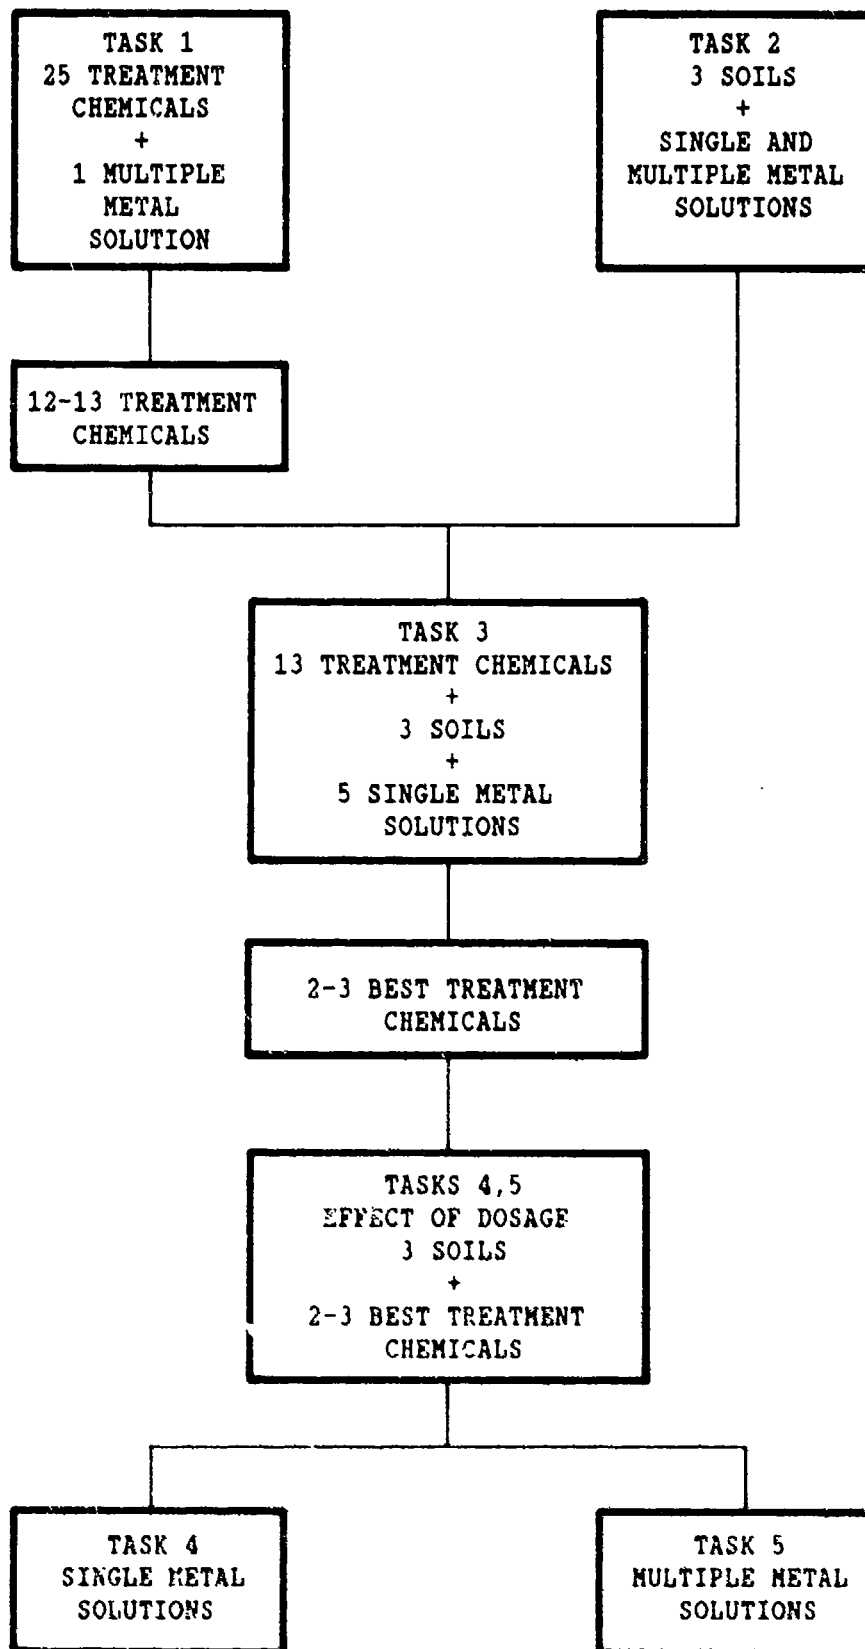 TASK 1
25 TREATMENT
CHEMICALS
+
1 MULTIPLE
METAL
SOLUTION
TASK 2
3 SOILS
+
SINGLE AND
MULTIPLE METAL
SOLUTIONS
12-13 TREATMENT
CHEMICALS
TASK 3
13 TREATMENT CHEMICALS
+
3 SOILS
+
5 SINGLE METAL
SOLUTIONS
2-3 BEST TREATMENT
CHEMICALS
TASKS 4,5
EFFECT OF DOSAGE
3 SOILS
+
2-3 BEST TREATMENT
CHEMICALS
TASK 4
SINGLE METAL
SOLUTIONS
TASK 5
MULTIPLE METAL
SOLUTIONS